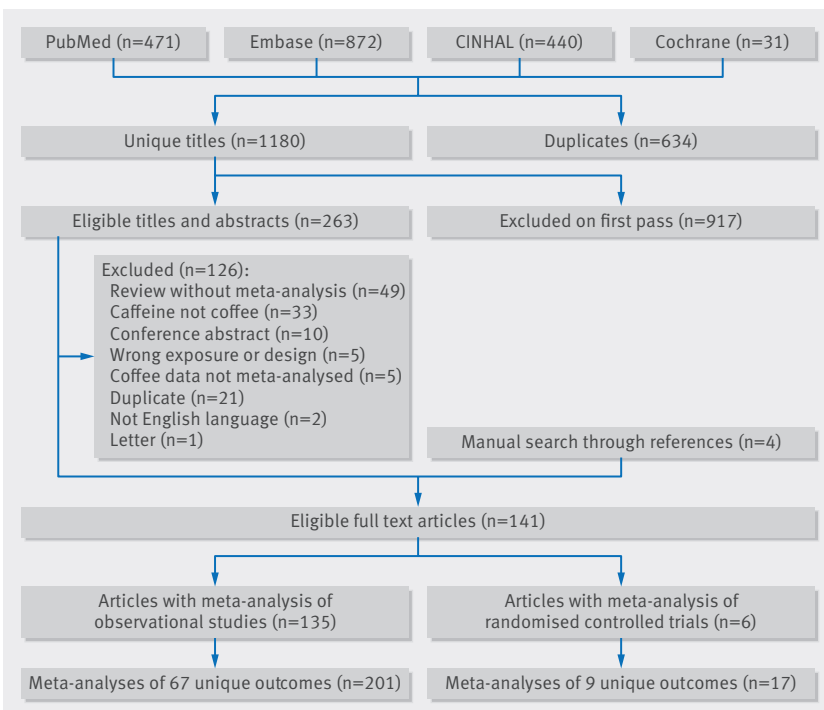 PubMed (n=471)
Embase (n=872)
CINHAL (n=440)
Cochrane (n=31)
Unique titles (n=1180)
Duplicates (n=634)
Eligible titles and abstracts (n=263)
Excluded on first pass (n=917)
Excluded (n=126):
Review without meta-analysis (n=49)
Caffeine not coffee (n=33)
Conference abstract (n=10)
Wrong exposure or design (n=5)
Coffee data not meta-analysed (n=5)
Duplicate (n=21)
Not English language (n=2)
Letter (n=1)
Manual search through references (n=4)
Eligible full text articles (n=141)
Articles with meta-analysis of
observational studies (n=135)
Articles with meta-analysis of
randomised controlled trials (n=6)
Meta-analyses of 67 unique outcomes (n=201)
Meta-analyses of 9 unique outcomes (n=17)